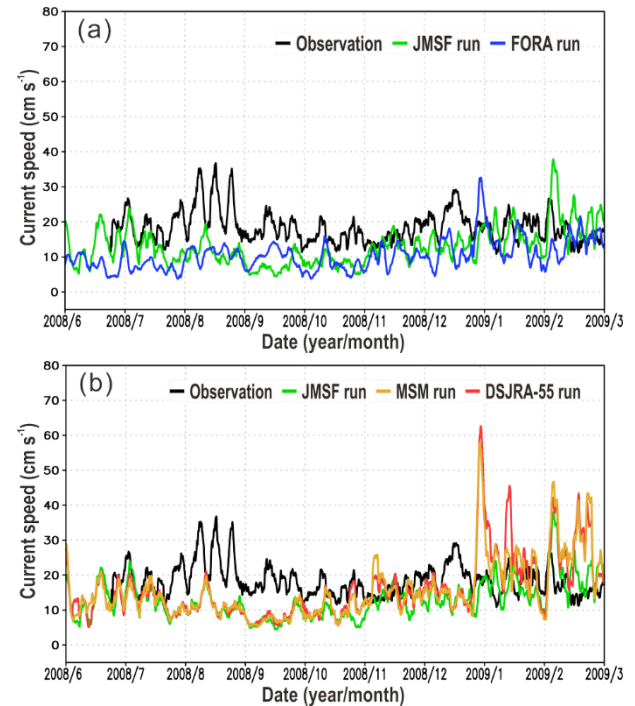 (a)
Observation JMSF run FORA run
Current speed (cm s⁻¹)
80
70
60
50
40
30
20
10
0
2008/6 2008/7 2008/8 2008/9 2008/10 2008/11 2008/12 2009/1 2009/2 2009/3
Date (year/month)
(b)
Observation JMSF run MSM run DSJRA-55 run
Current speed (cm s⁻¹)
80
70
60
50
40
30
20
10
0
2008/6 2008/7 2008/8 2008/9 2008/10 2008/11 2008/12 2009/1 2009/2 2009/3
Date (year/month)